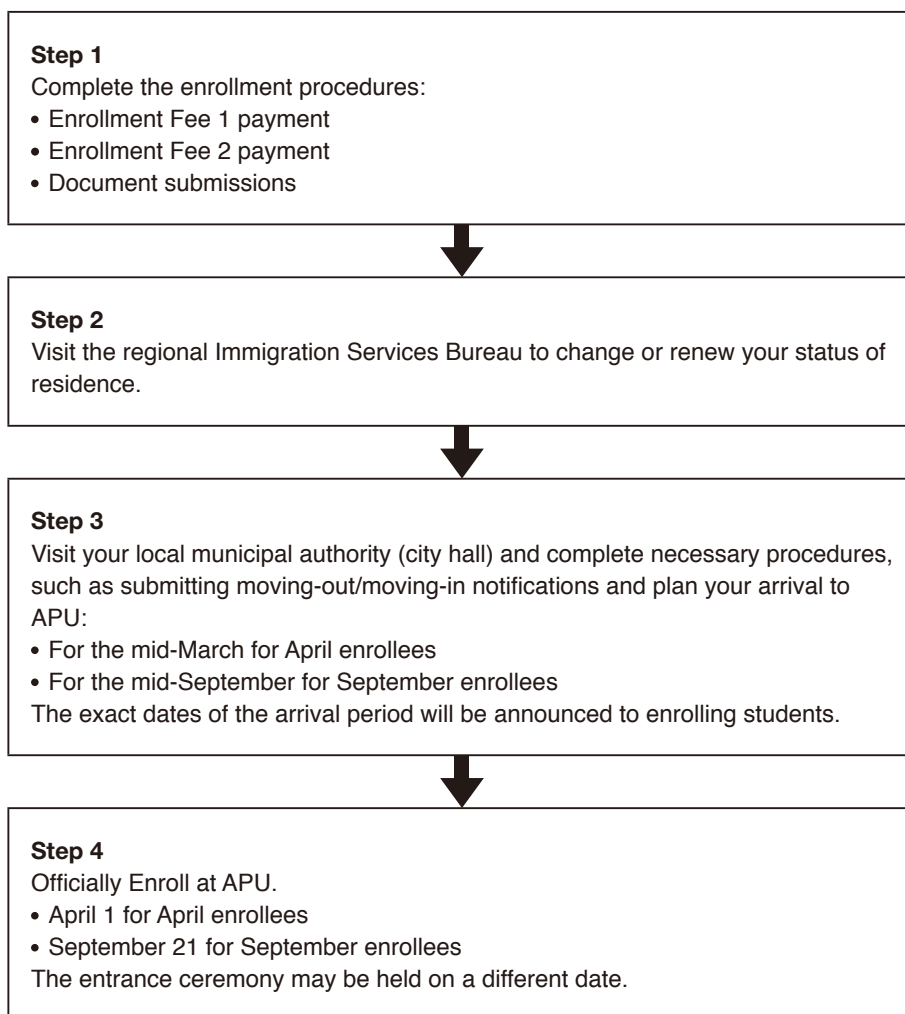 Step 1
Complete the enrollment procedures:
• Enrollment Fee 1 payment
• Enrollment Fee 2 payment
• Document submissions
Step 2
Visit the regional Immigration Services Bureau to change or renew your status of
residence.
Step 3
Visit your local municipal authority (city hall) and complete necessary procedures,
such as submitting moving-out/moving-in notifications and plan your arrival to
APU:
• For the mid-March for April enrollees
• For the mid-September for September enrollees
The exact dates of the arrival period will be announced to enrolling students.
Step 4
Officially Enroll at APU.
• April 1 for April enrollees
• September 21 for September enrollees
The entrance ceremony may be held on a different date.